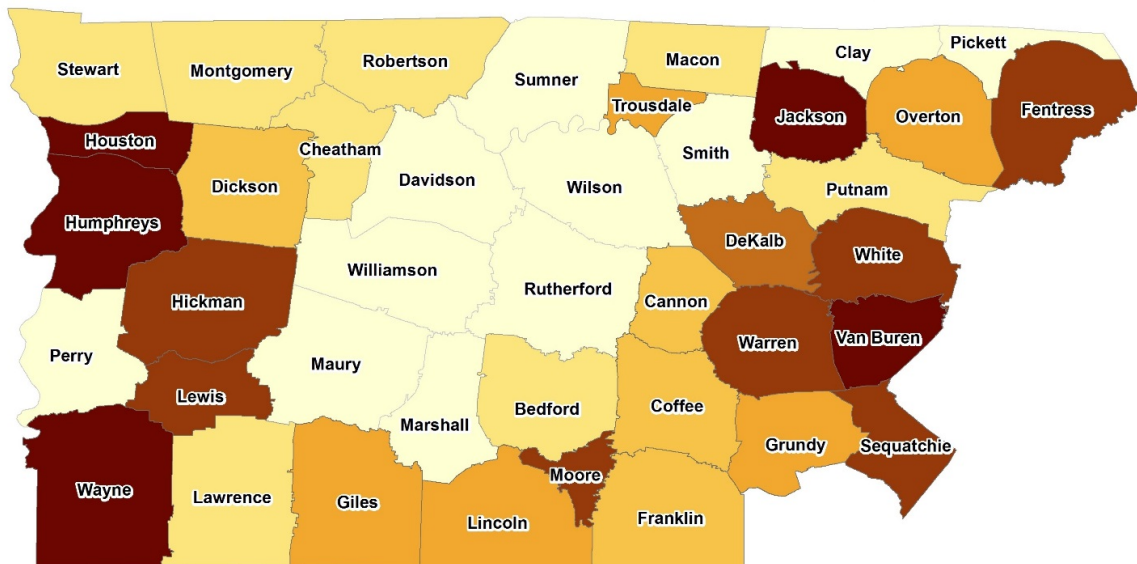 Stewart
Montgomery
Robertson
Sumner
Macon
Clay
Pickett
Trousdale
Jackson
Overton
Fentress
Houston
Cheatham
Smith
Dickson
Davidson
Wilson
Putnam
Humphreys
DeKalb
White
Williamson
Rutherford
Hickman
Cannon
Perry
Maury
Warren
Van Buren
Lewis
Marshall
Bedford
Coffee
Grundy
Sequatchie
Moore
Wayne
Lawrence
Giles
Lincoln
Franklin